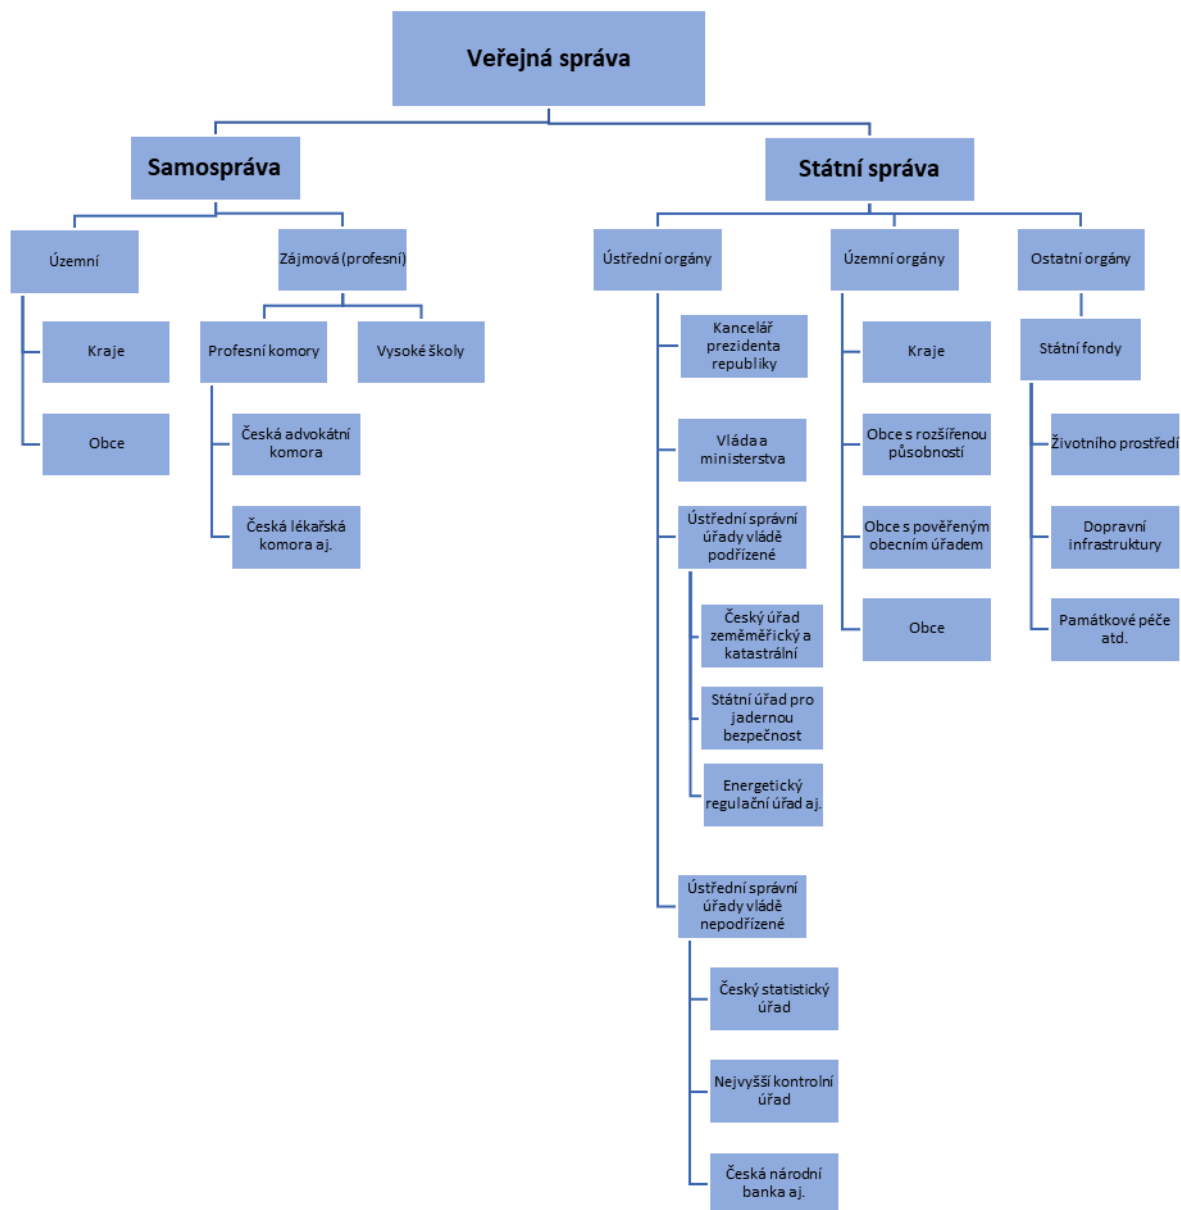 Veřejná správa
Samospráva
Státní správa
Územní
Zájmová (profesní)
Ústřední orgány
Územní orgány
Ostatní orgány
Kraje
Obce
Profesní komory
Vysoké školy
Česká advokátní
komora
Česká lékařská
komora aj.
Kancelář
prezidenta
republiky
Vláda a
ministerstva
Ústřední správní
úřady vládě
podřízené
Český úřad
zeměměřický a
katastrální
Státní úřad pro
jadernou
bezpečnost
Energetický
regulační úřad aj.
Ústřední správní
úřady vládě
nepodřízené
Český statistický
úřad
Nejvyšší kontrolní
úřad
Česká národní
banka aj.
Kraje
Obce s rozšířenou
působností
Obce s pověřeným
obecním úřadem
Obce
Státní fondy
Životního prostředí
Dopravní
infrastruktury
Památkové péče
atd.